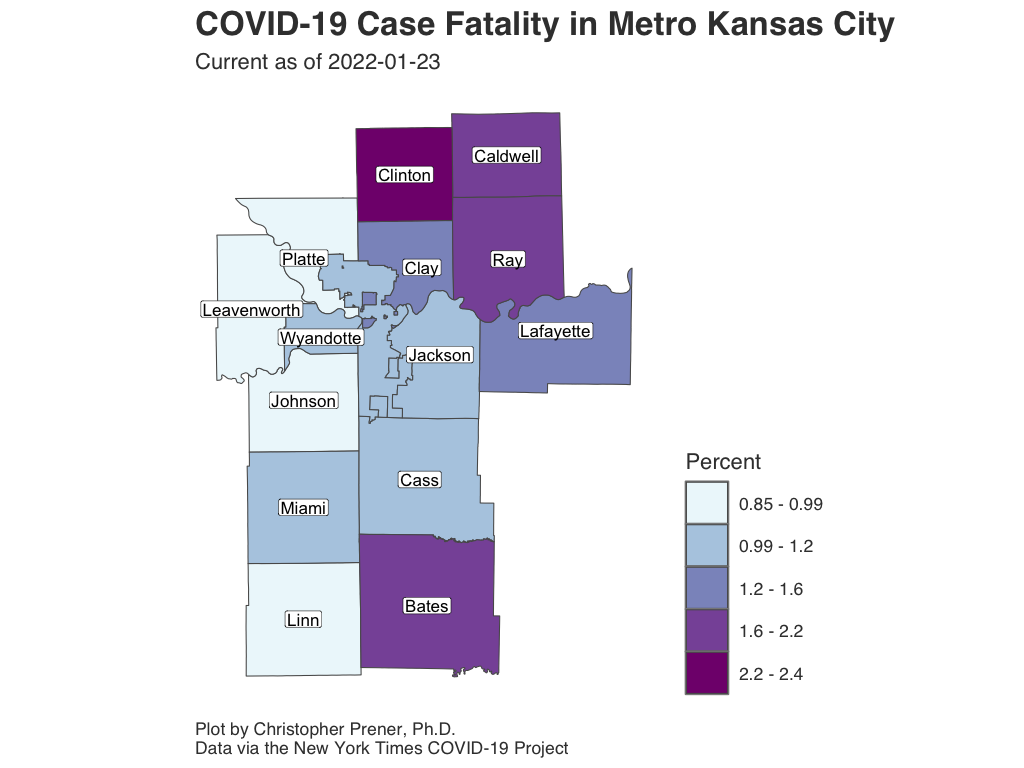 COVID-19 Case Fatality in Metro Kansas City
Current as of 2022-01-23
Caldwell
Clinton
Platte
Clay
Ray
Leavenworth
Wyandotte
Lafayette
Jackson
Johnson
Cass
Miami
Bates
Linn
Percent
0.85 - 0.99
0.99 - 1.2
1.2 - 1.6
1.6 - 2.2
2.2 - 2.4
Plot by Christopher Prener, Ph.D.
Data via the New York Times COVID-19 Project